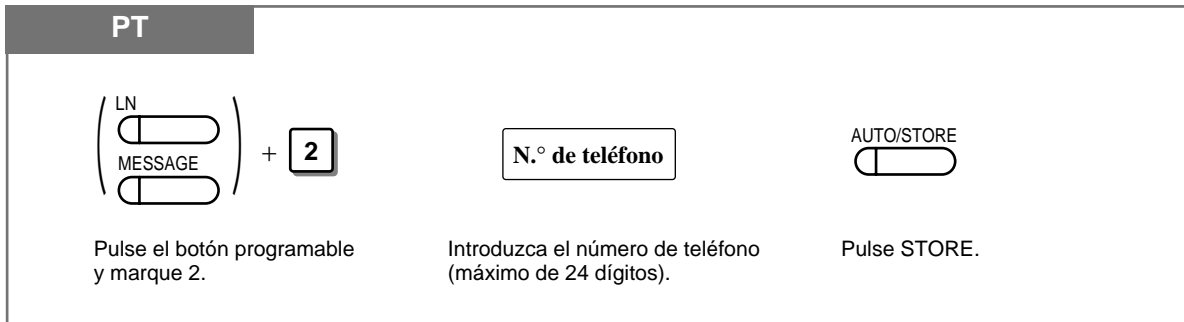 PT
LN
MESSAGE
+ 2
N.° de teléfono
AUTO/STORE
Pulse el botón programable
y marque 2.
Introduzca el número de teléfono
(máximo de 24 dígitos).
Pulse STORE.